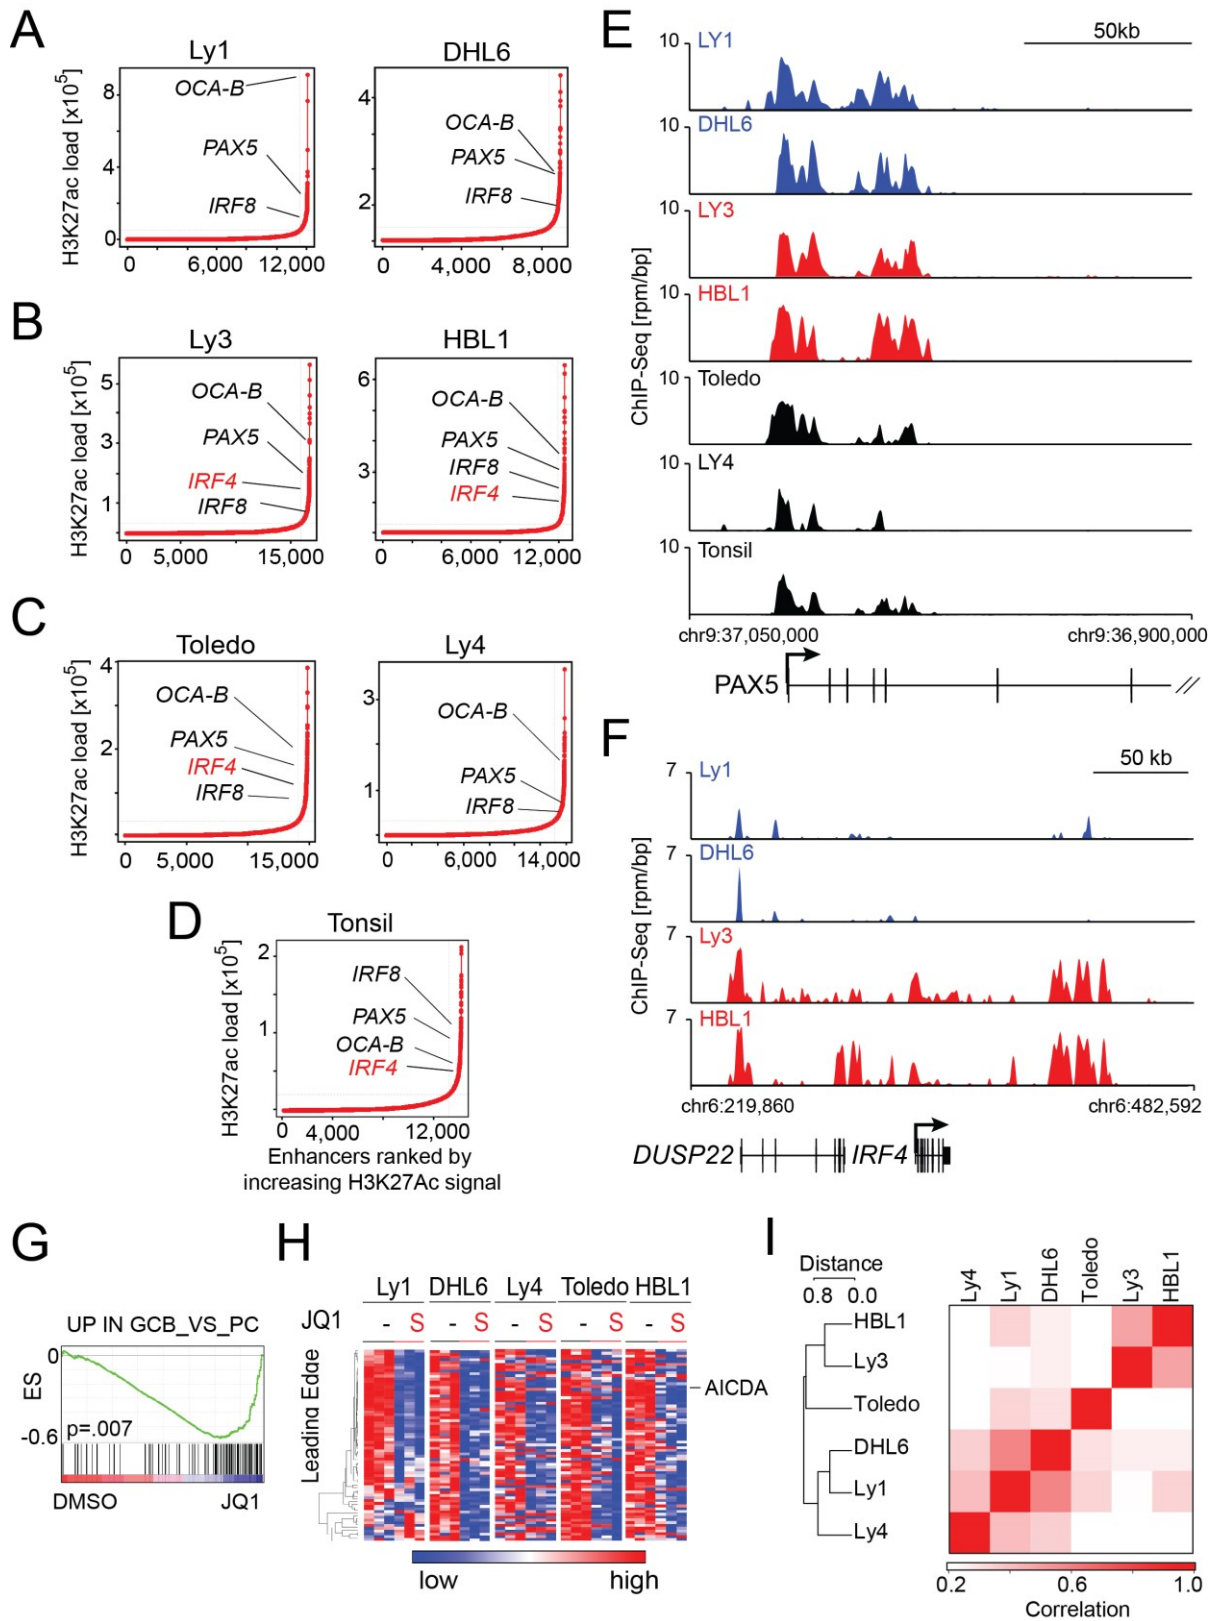 A
Ly1
DHL6
H3K27ac load [x10⁵]
8
4
0
OCA-B
PAX5
IRF8
0 6,000 12,000
4
2
OCA-B
PAX5
IRF8
0 4,000 8,000
B
Ly3
HBL1
H3K27ac load [x10⁵]
5
3
1
OCA-B
PAX5
IRF4
IRF8
0 5,000 15,000
6
3
OCA-B
PAX5
IRF8
IRF4
0 6,000 12,000
C
Toledo
Ly4
H3K27ac load [x10⁵]
4
2
0
OCA-B
PAX5
IRF4
IRF8
0 5,000 15,000
3
1
OCA-B
PAX5
IRF8
0 6,000 14,000
D
Tonsil
H3K27ac load [x10⁵]
2
1
0
IRF8
PAX5
OCA-B
IRF4
0 4,000 12,000
Enhancers ranked by
increasing H3K27Ac signal
E
50kb
ChIP-Seq [rpm/bp]
10 LY1
10 DHL6
10 LY3
10 HBL1
10 Toledo
10 LY4
10 Tonsil
chr9:37,050,000 chr9:36,900,000
PAX5
F
50 kb
ChIP-Seq [rpm/bp]
7 Ly1
7 DHL6
7 Ly3
7 HBL1
chr6:219,860 chr6:482,592
DUSP22 IRF4
G
UP IN GCB_VS_PC
ES
0
-0.6
p=.007
DMSO JQ1
H
Ly1 DHL6 Ly4 Toledo HBL1
JQ1 - S - S - S - S - S
Leading Edge
AICDA
low high
I
Distance
0.8 0.0
Ly4 Ly1 DHL6 Toledo Ly3 HBL1
HBL1
Ly3
Toledo
DHL6
Ly1
Ly4
0.2 0.6 1.0
Correlation